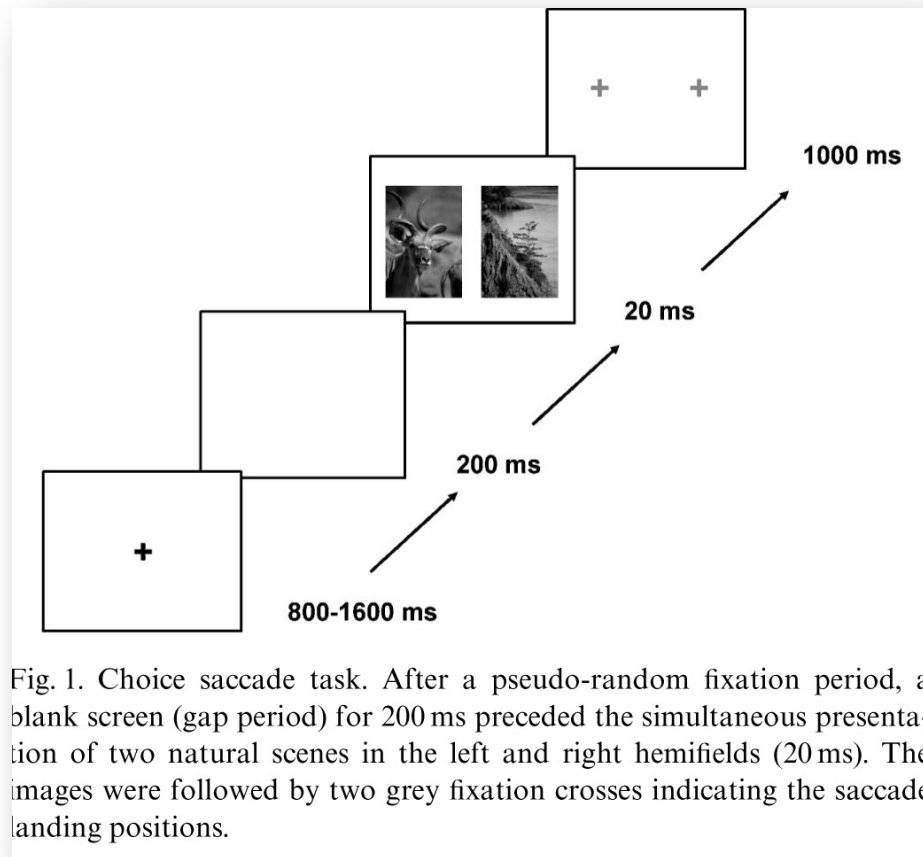 1000 ms
20 ms
200 ms
800-1600 ms
Fig. 1. Choice saccade task. After a pseudo-random fixation period, a
blank screen (gap period) for 200 ms preceded the simultaneous presenta-
tion of two natural scenes in the left and right hemifields (20 ms). The
images were followed by two grey fixation crosses indicating the saccade
landing positions.